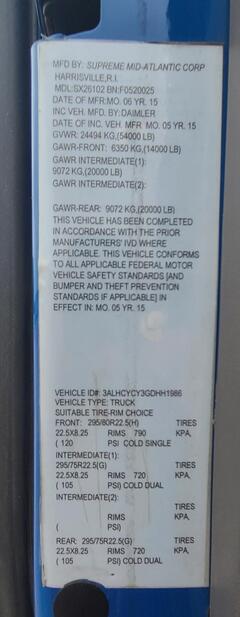 MFD BY: SUPREME MID-ATLANTIC CORP
HARRISVILLE,R.I.
MDL:SX26102 BN:F0520025
DATE OF MFR:MO. 06 YR. 15
INC VEH. MFD BY:DAIMLER
DATE OF INC. VEH MFR MO. 05 YR. 15
GVWR: 24494 KG,(54000 LB)
GAWR-FRONT: 6350 KG,(14000 LB)
GAWR INTERMEDIATE(1):
9072 KG,(20000 LB)
GAWR INTERMEDIATE(2):
GAWR-REAR: 9072 KG,(20000 LB)
THIS VEHICLE HAS BEEN COMPLETED
IN ACCORDANCE WITH THE PRIOR
MANUFACTURERS' IVD WHERE
APPLICABLE. THIS VEHICLE CONFORMS
TO ALL APPLICABLE FEDERAL MOTOR
VEHICLE SAFETY STANDARDS [AND
BUMPER AND THEFT PREVENTION
STANDARDS IF APPLICABLE] IN
EFFECT IN: MO. 05 YR. 15
VEHICLE ID#: 3ALHCYCY3GDHH1986
VEHICLE TYPE: TRUCK
SUITABLE TIRE-RIM CHOICE
FRONT: 295/80R22.5(H) TIRES
22.5X8.25 RIMS 790 KPA,
( 120 PSI) COLD SINGLE
INTERMEDIATE(1):
295/75R22.5(G) TIRES
22.5X8.25 RIMS 720 KPA,
( 105 PSI) COLD DUAL
INTERMEDIATE(2):
TIRES
RIMS KPA,
( PSI)
REAR: 295/75R22.5(G) TIRES
22.5X8.25 RIMS 720 KPA,
( 105 PSI) COLD DUAL